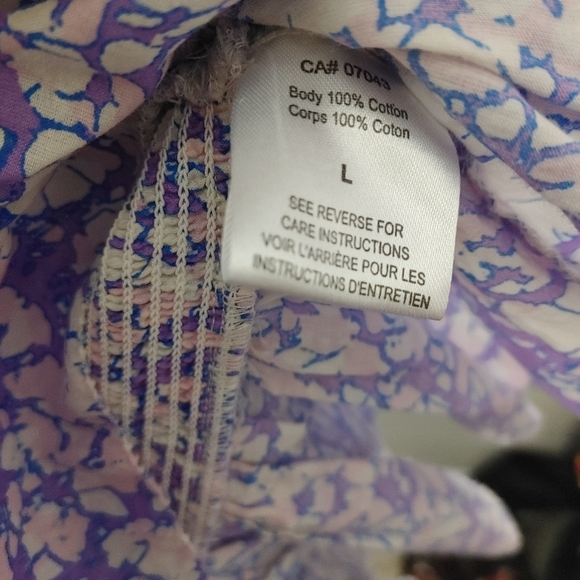 CA# 07043
Body 100% Cotton
Corps 100% Coton
L
SEE REVERSE FOR
CARE INSTRUCTIONS
VOIR L'ARRIÈRE POUR LES
INSTRUCTIONS D'ENTRETIEN